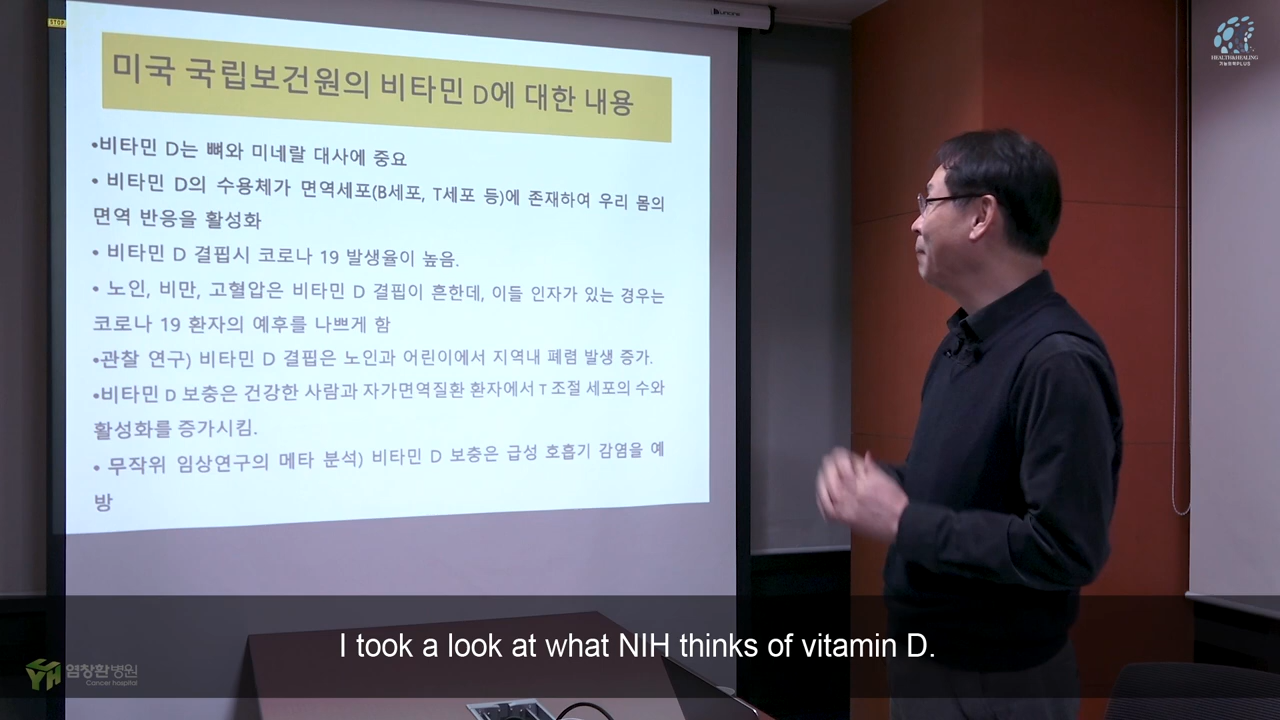 STOP
미국 국립보건원의 비타민 D에 대한 내용
•비타민 D는 뼈와 미네랄 대사에 중요
• 비타민 D의 수용체가 면역세포(B세포, T세포 등)에 존재하여 우리 몸의
면역 반응을 활성화
• 비타민 D 결핍시 코로나 19 발생율이 높음.
• 노인, 비만, 고혈압은 비타민 D 결핍이 흔한데, 이들 인자가 있는 경우는
코로나 19 환자의 예후를 나쁘게 함
•관찰 연구) 비타민 D 결핍은 노인과 어린이에서 지역내 폐렴 발생 증가.
•비타민 D 보충은 건강한 사람과 자가면역질환 환자에서 T 조절 세포의 수와
활성화를 증가시킴.
• 무작위 임상연구의 메타 분석) 비타민 D 보충은 급성 호흡기 감염을 예
방
HEALTH&HEALING
기능의학PLUS
I took a look at what NIH thinks of vitamin D.
YH 염창환병원
Cancer hospital